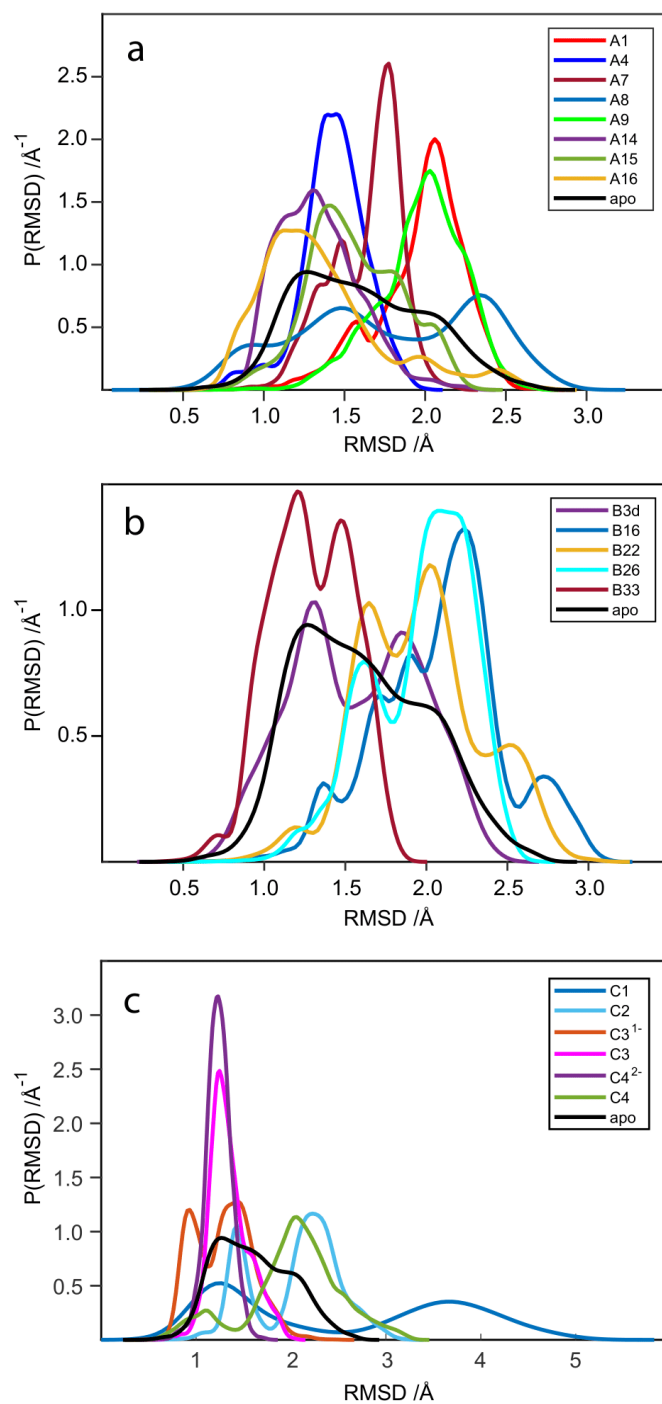 a
A1
A4
A7
A8
A9
A14
A15
A16
apo
P(RMSD) /Å⁻¹
2.5
2.0
1.5
1.0
0.5
0.5 1.0 1.5 2.0 2.5 3.0
RMSD /Å
b
B3d
B16
B22
B26
B33
apo
P(RMSD) /Å⁻¹
1.0
0.5
0.5 1.0 1.5 2.0 2.5 3.0
RMSD /Å
c
C1
C2
C3¹⁻
C3
C4²⁻
C4
apo
P(RMSD) /Å⁻¹
3.0
2.5
2.0
1.5
1.0
0.5
1 2 3 4 5
RMSD /Å